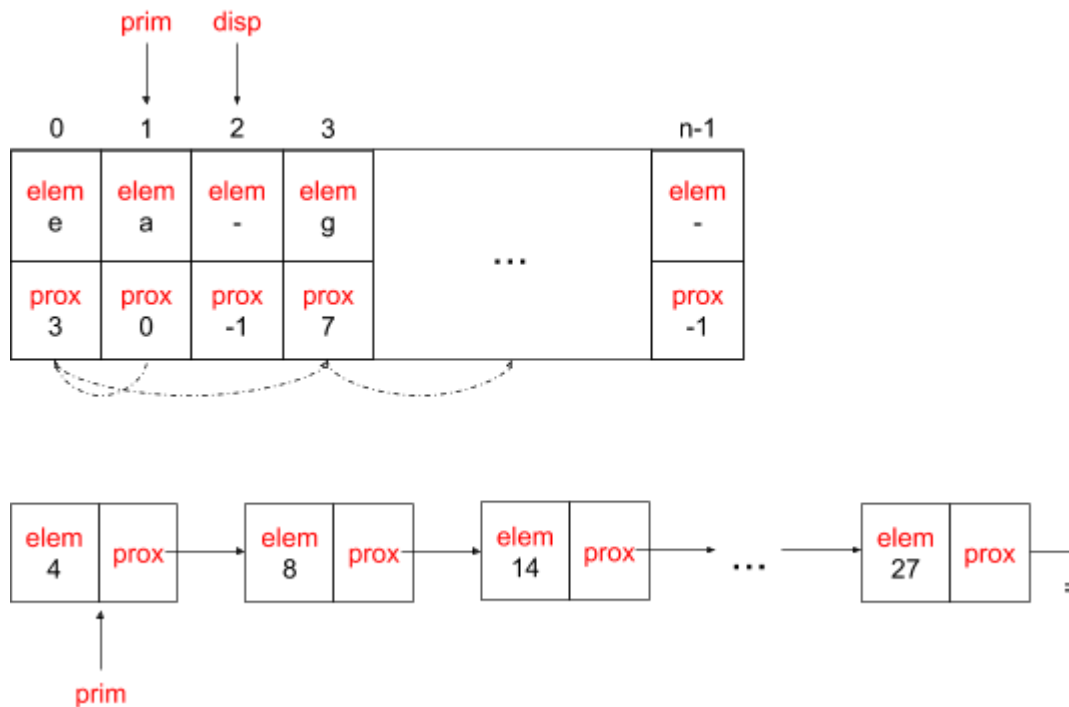 prim disp
0 1 2 3 n-1
elem elem elem elem elem
e a - g -
...
prox prox prox prox prox
3 0 -1 7 -1
elem prox elem prox elem prox ... elem prox
4 8 14 27
prim